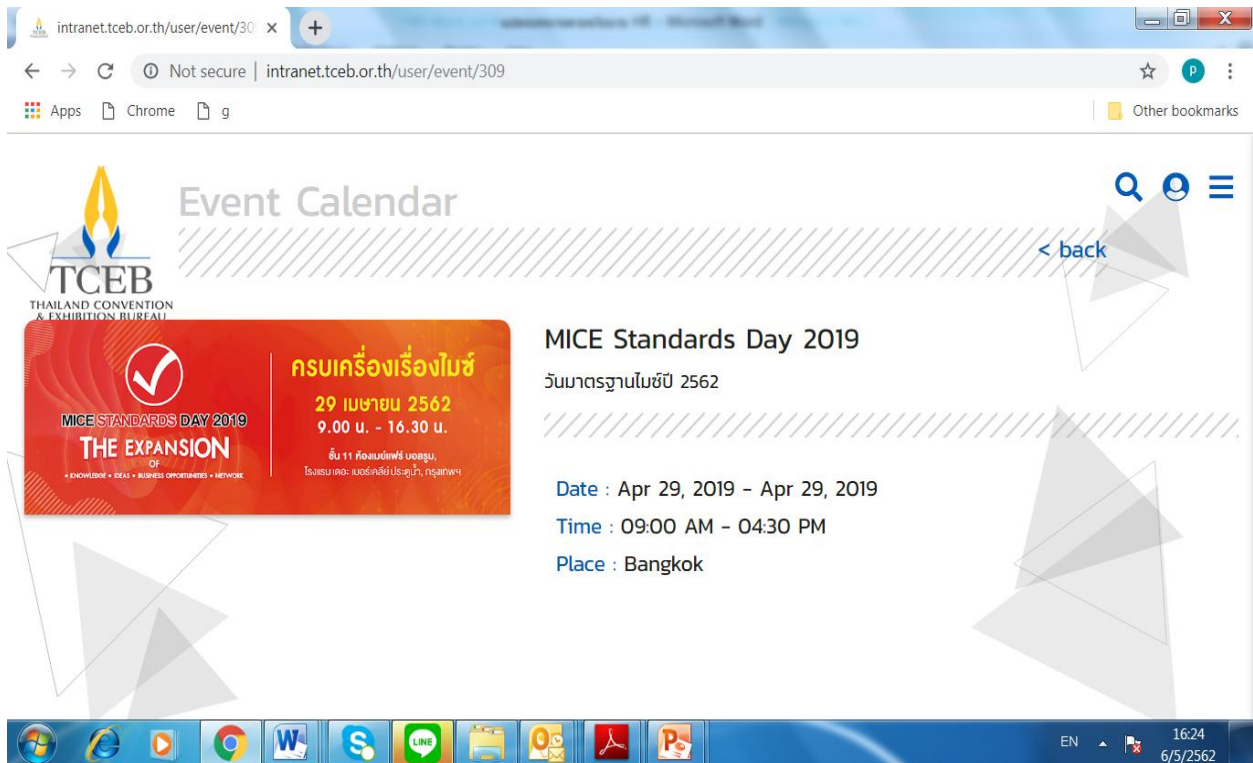 intranet.tceb.or.th/user/event/30
Not secure | intranet.tceb.or.th/user/event/309
Apps Chrome g Other bookmarks
Event Calendar
< back
TCEB
THAILAND CONVENTION
& EXHIBITION BUREAU
MICE STANDARDS DAY 2019
THE EXPANSION
OF
• KNOWLEDGE • IDEAS • BUSINESS OPPORTUNITIES • NETWORK
ครบเครื่องเรื่องไมซ์
29 เมษายน 2562
9.00 น. - 16.30 น.
ชั้น 11 ห้องเมย์แฟร์ บอลรูม,
โรงแรม เดอะ เบอร์เคลีย์ ประตูน้ำ, กรุงเทพฯ
MICE Standards Day 2019
วันมาตรฐานไมซ์ปี 2562
Date : Apr 29, 2019 - Apr 29, 2019
Time : 09:00 AM - 04:30 PM
Place : Bangkok
EN
16:24
6/5/2562